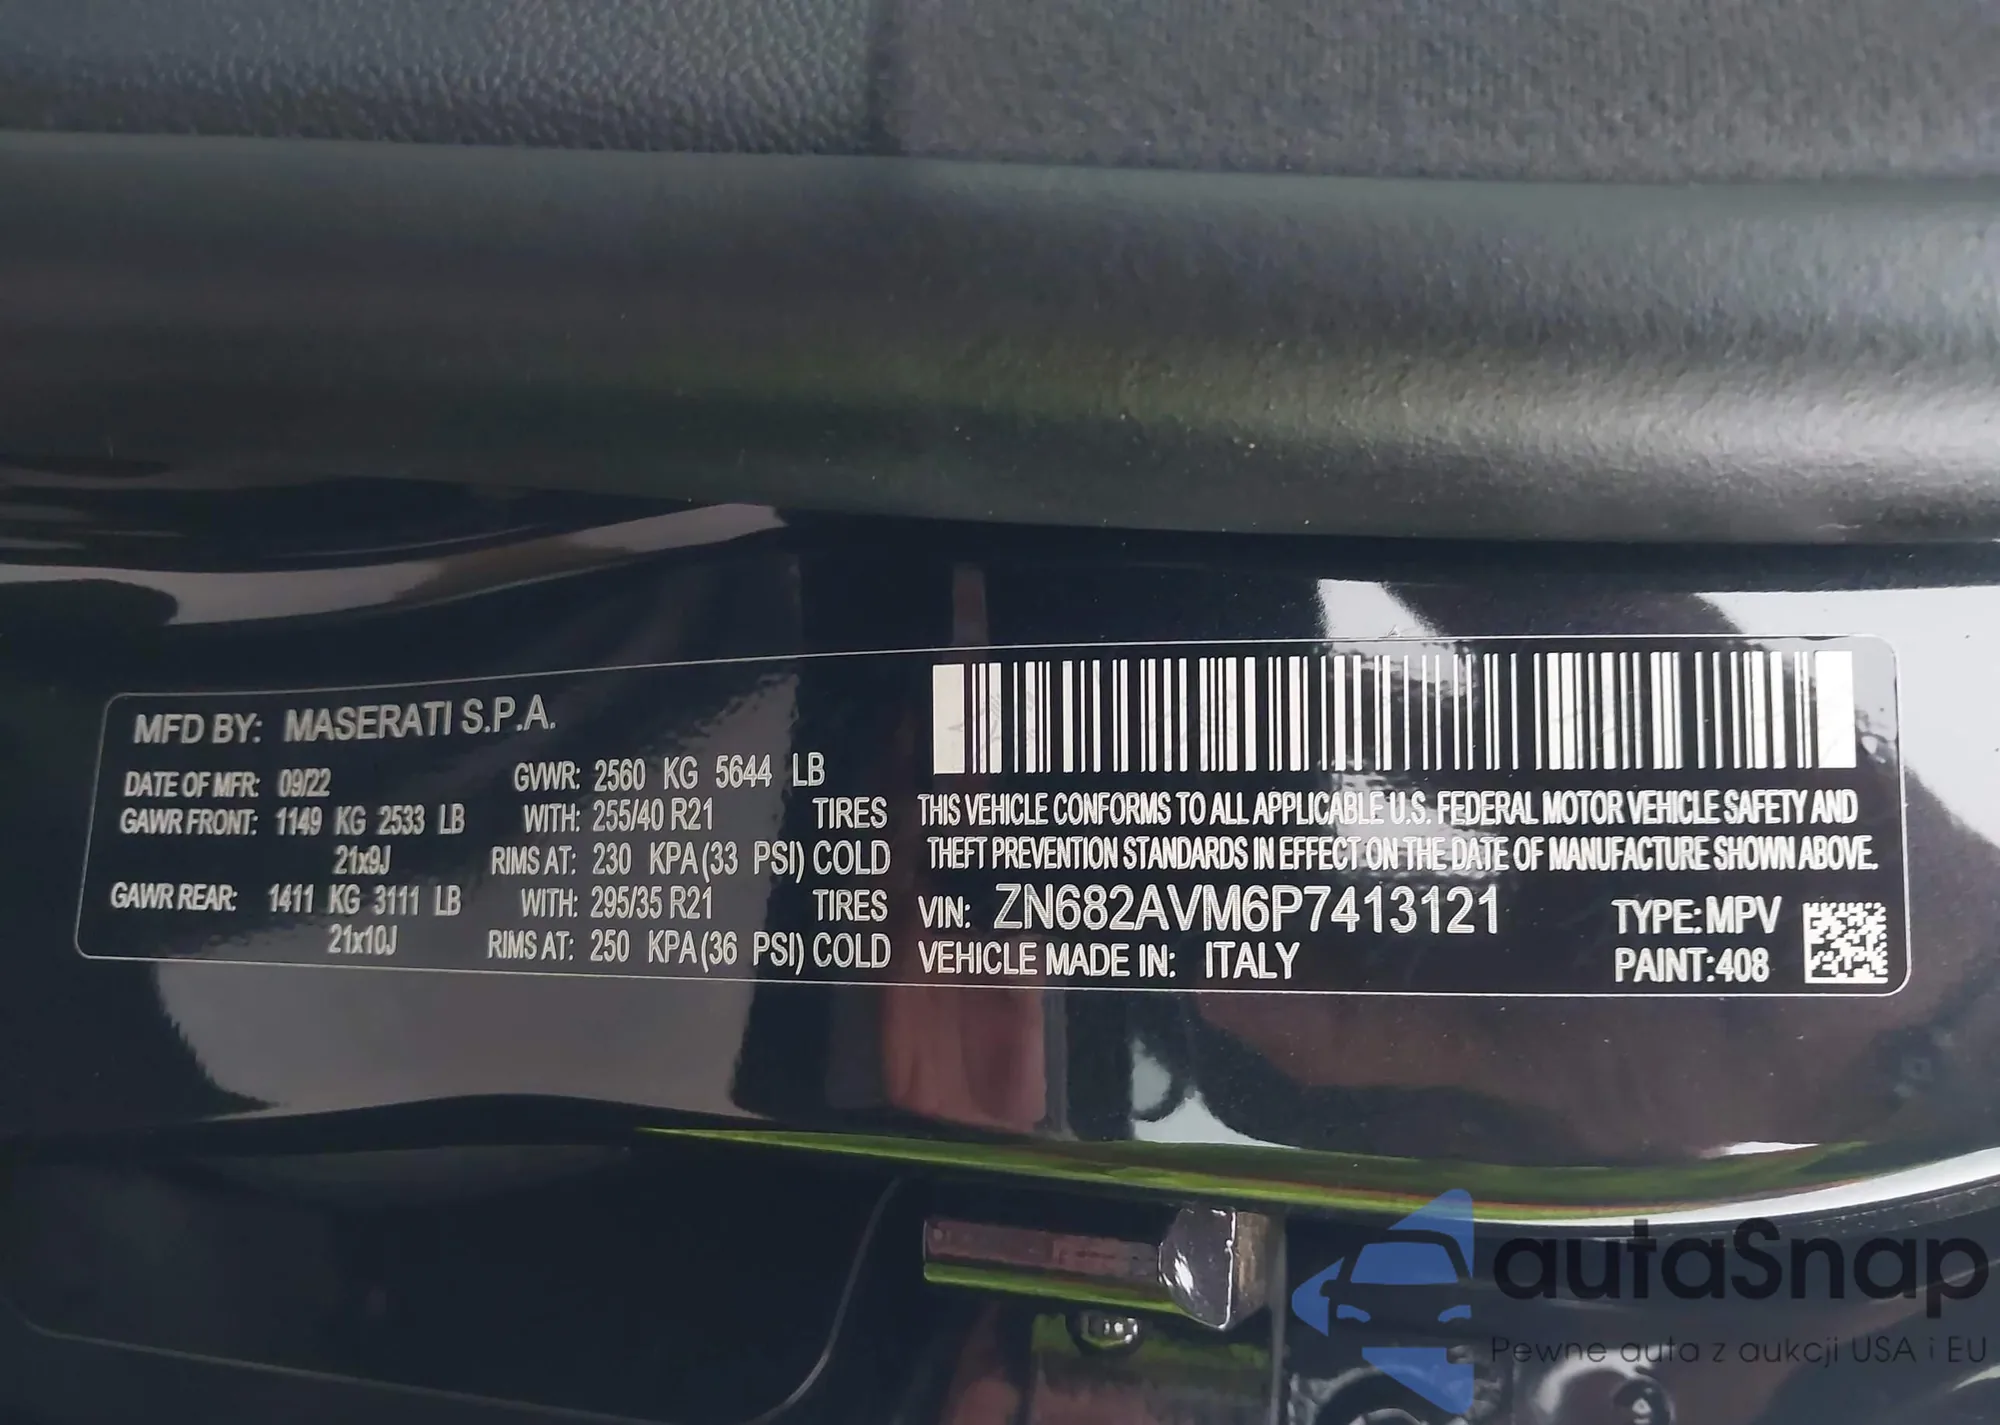 MFD BY: MASERATI S.P.A.
DATE OF MFR: 09/22 GVWR: 2560 KG 5644 LB
GAWR FRONT: 1149 KG 2533 LB WITH: 255/40 R21 TIRES
21x9J RIMS AT: 230 KPA(33 PSI) COLD
GAWR REAR: 1411 KG 3111 LB WITH: 295/35 R21 TIRES
21x10J RIMS AT: 250 KPA(36 PSI) COLD
THIS VEHICLE CONFORMS TO ALL APPLICABLE U.S. FEDERAL MOTOR VEHICLE SAFETY AND
THEFT PREVENTION STANDARDS IN EFFECT ON THE DATE OF MANUFACTURE SHOWN ABOVE.
VIN: ZN682AVM6P7413121 TYPE: MPV
VEHICLE MADE IN: ITALY PAINT:408
autaSnap
Pewne auta z aukcji USA i EU